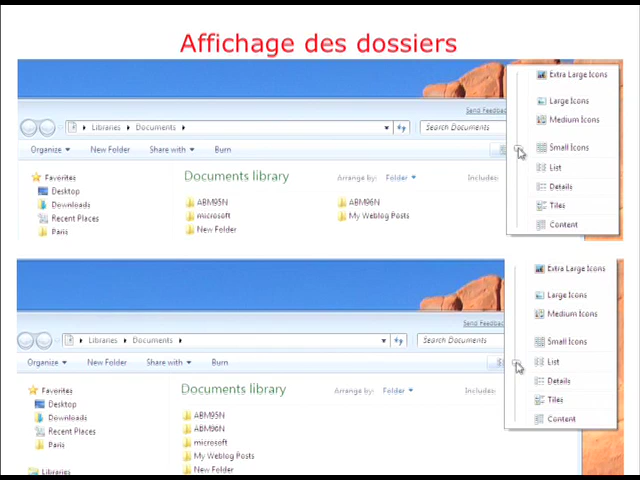 Affichage des dossiers
Extra Large Icons
Large Icons
Medium Icons
Small Icons
List
Details
Tiles
Content
Send Feedbac
Libraries Documents
Search Documents
Organize New Folder Share with Burn
Favorites
Desktop
Downloads
Recent Places
Paris
Documents library
Arrange by: Folder
Includes:
ABM95N
microsoft
New Folder
ABM96N
My Weblog Posts
Extra Large Icons
Large Icons
Medium Icons
Small Icons
List
Details
Tiles
Content
Send Feedbac
Libraries Documents
Search Documents
Organize New Folder Share with Burn
Favorites
Desktop
Downloads
Recent Places
Paris
Libraries
Documents library
Arrange by: Folder
Includes:
ABM95N
ABM96N
microsoft
My Weblog Posts
New Folder